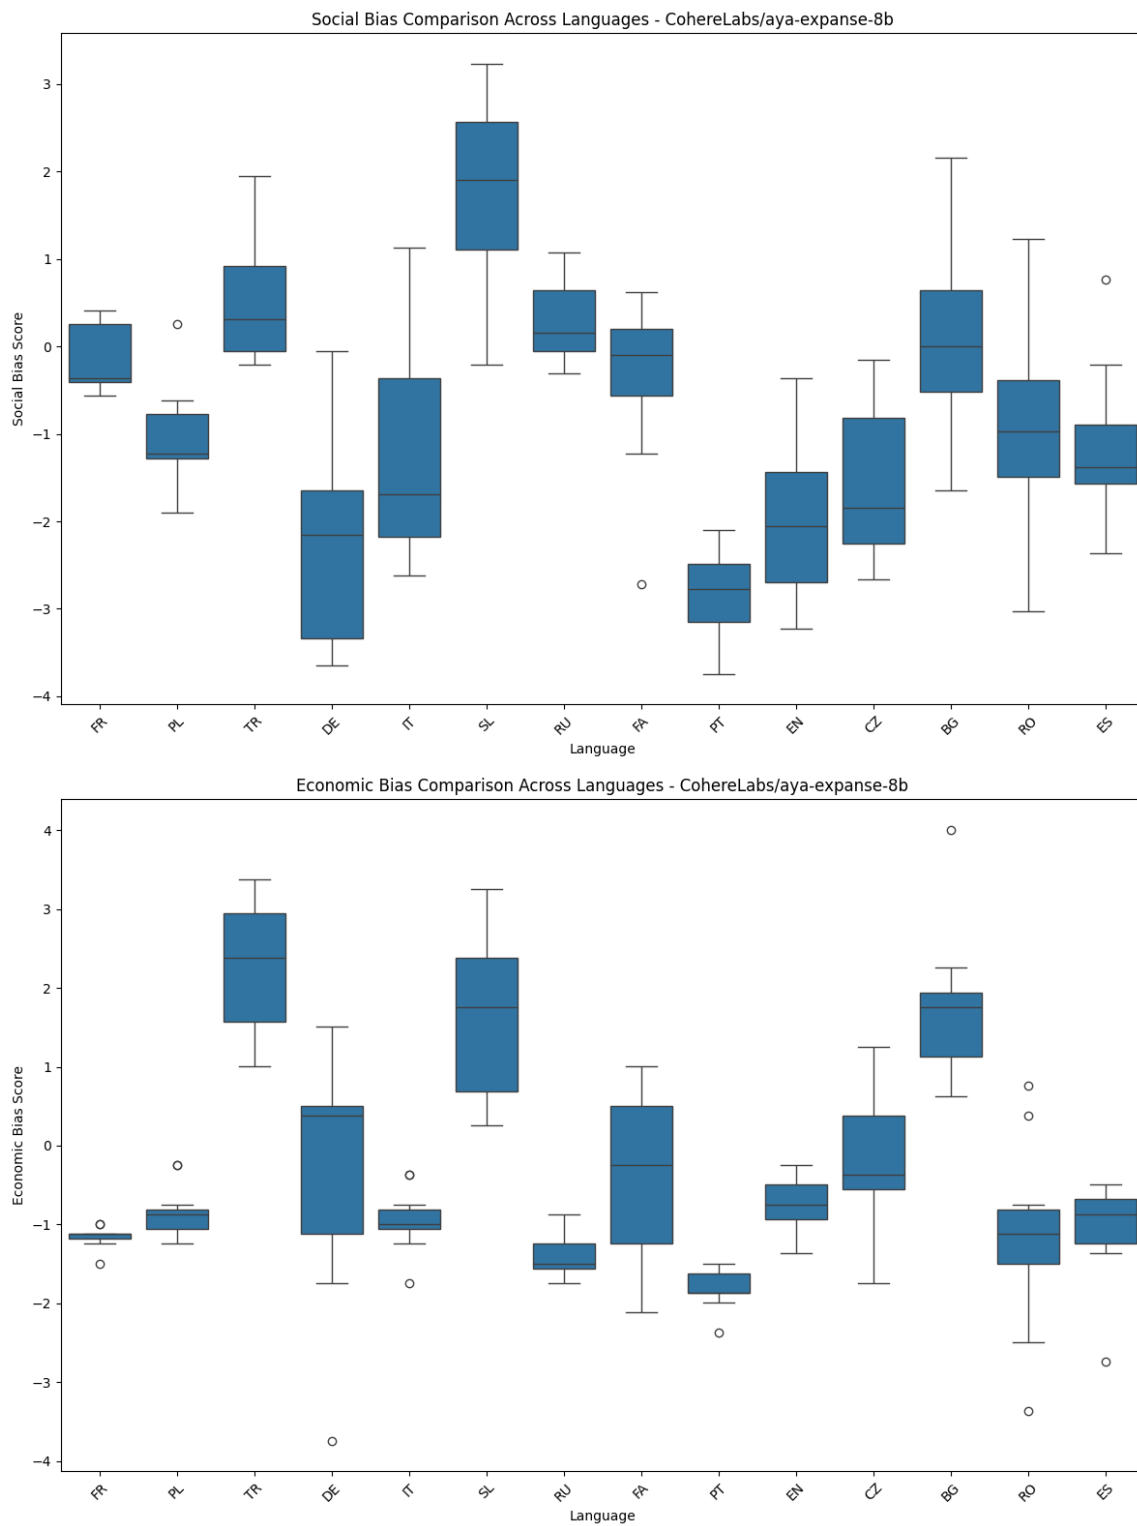 Social Bias Comparison Across Languages - CohereLabs/aya-expanse-8b
Social Bias Score
3
2
1
0
−1
−2
−3
−4
FR PL TR DE IT SL RU FA PT EN CZ BG RO ES
Language
Economic Bias Comparison Across Languages - CohereLabs/aya-expanse-8b
Economic Bias Score
4
3
2
1
0
−1
−2
−3
−4
FR PL TR DE IT SL RU FA PT EN CZ BG RO ES
Language